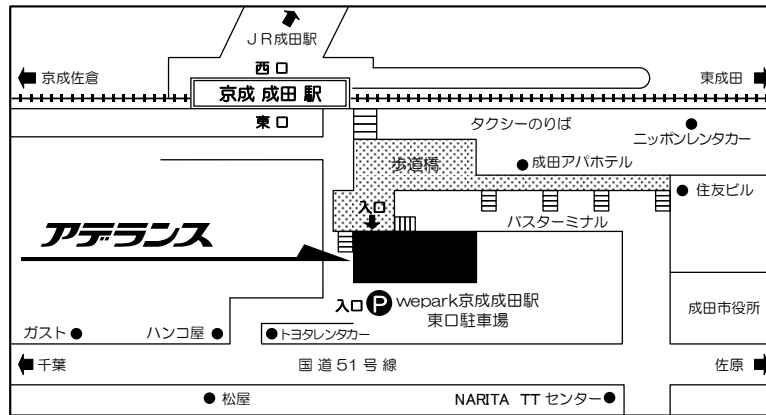 JR成田駅
西口
京成佐倉
東成田
京成 成田 駅
東口
タクシーのりば
ニッポンレンタカー
歩道橋
成田アパホテル
住友ビル
入口
バスターミナル
アデランス
入口 P wepark京成成田駅
東口駐車場
成田市役所
ガスト
ハンコ屋
トヨタレンタカー
千葉
国道51号線
佐原
松屋
NARITA TT センター